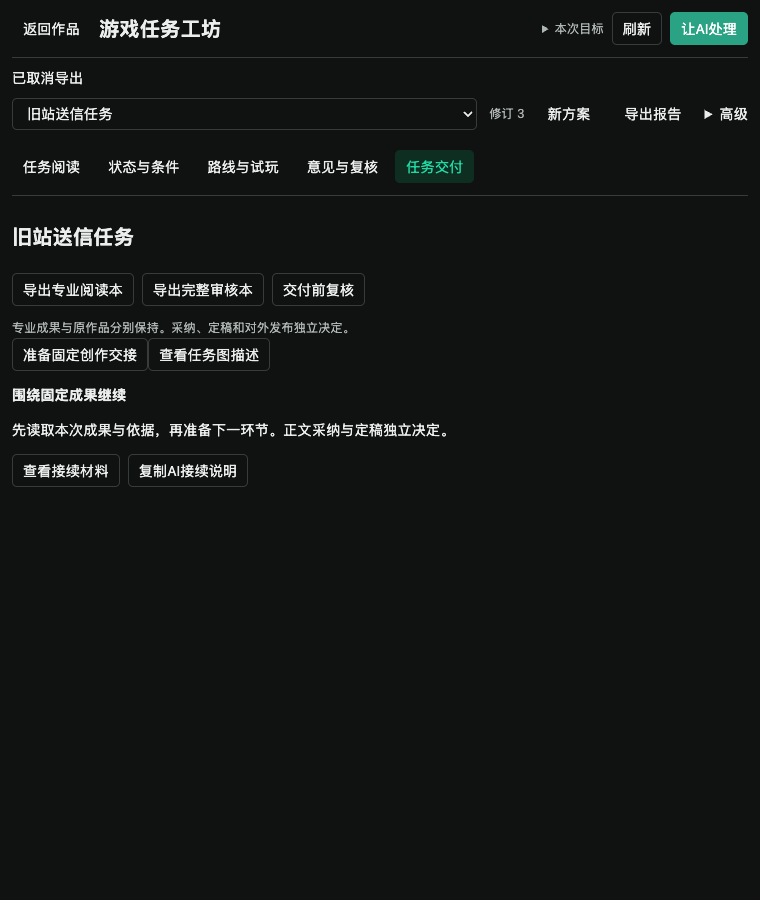 返回作品 游戏任务工坊 ▶ 本次目标 刷新 让AI处理
已取消导出
旧站送信任务 修订 3 新方案 导出报告 ▶ 高级
任务阅读 状态与条件 路线与试玩 意见与复核 任务交付
旧站送信任务
导出专业阅读本 导出完整审核本 交付前复核
专业成果与原作品分别保持。采纳、定稿和对外发布独立决定。
准备固定创作交接 查看任务图描述
围绕固定成果继续
先读取本次成果与依据，再准备下一环节。正文采纳与定稿独立决定。
查看接续材料 复制AI接续说明